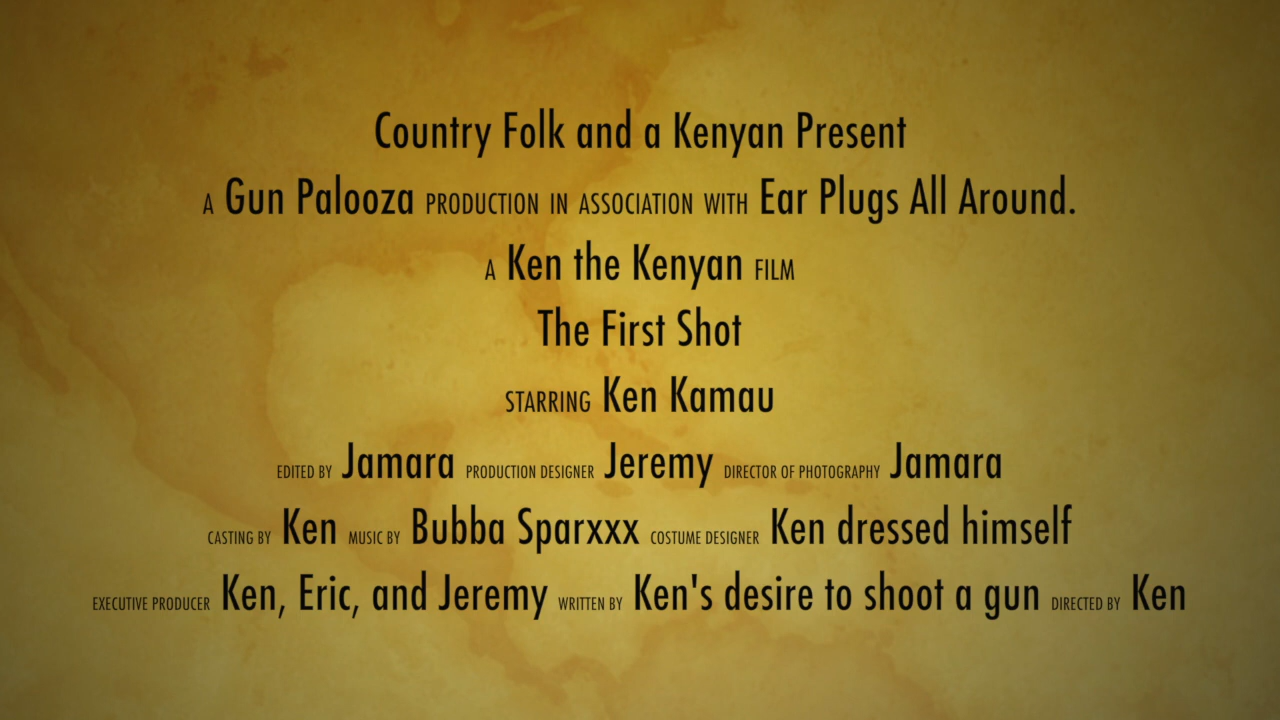 Country Folk and a Kenyan Present
A Gun Palooza PRODUCTION IN ASSOCIATION WITH Ear Plugs All Around.
A Ken the Kenyan FILM
The First Shot
STARRING Ken Kamau
EDITED BY Jamara PRODUCTION DESIGNER Jeremy DIRECTOR OF PHOTOGRAPHY Jamara
CASTING BY Ken MUSIC BY Bubba Sparxxx COSTUME DESIGNER Ken dressed himself
EXECUTIVE PRODUCER Ken, Eric, and Jeremy WRITTEN BY Ken's desire to shoot a gun DIRECTED BY Ken